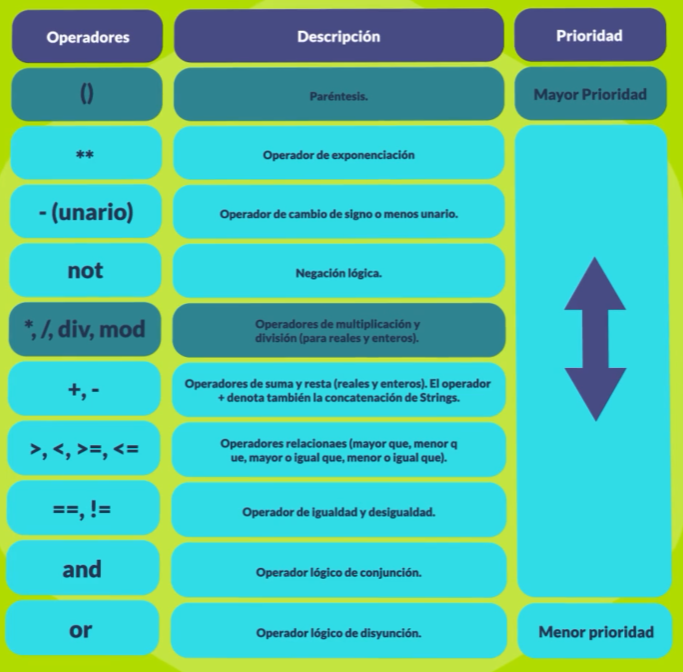 Operadores Descripción Prioridad
() Paréntesis. Mayor Prioridad
** Operador de exponenciación
- (unario) Operador de cambio de signo o menos unario.
not Negación lógica.
*, /, div, mod Operadores de multiplicación y
división (para reales y enteros).
+, - Operadores de suma y resta (reales y enteros). El operador
+ denota también la concatenación de Strings.
>, <, >=, <= Operadores relacionaes (mayor que, menor q
ue, mayor o igual que, menor o igual que).
==, != Operador de igualdad y desigualdad.
and Operador lógico de conjunción.
or Operador lógico de disyunción. Menor prioridad